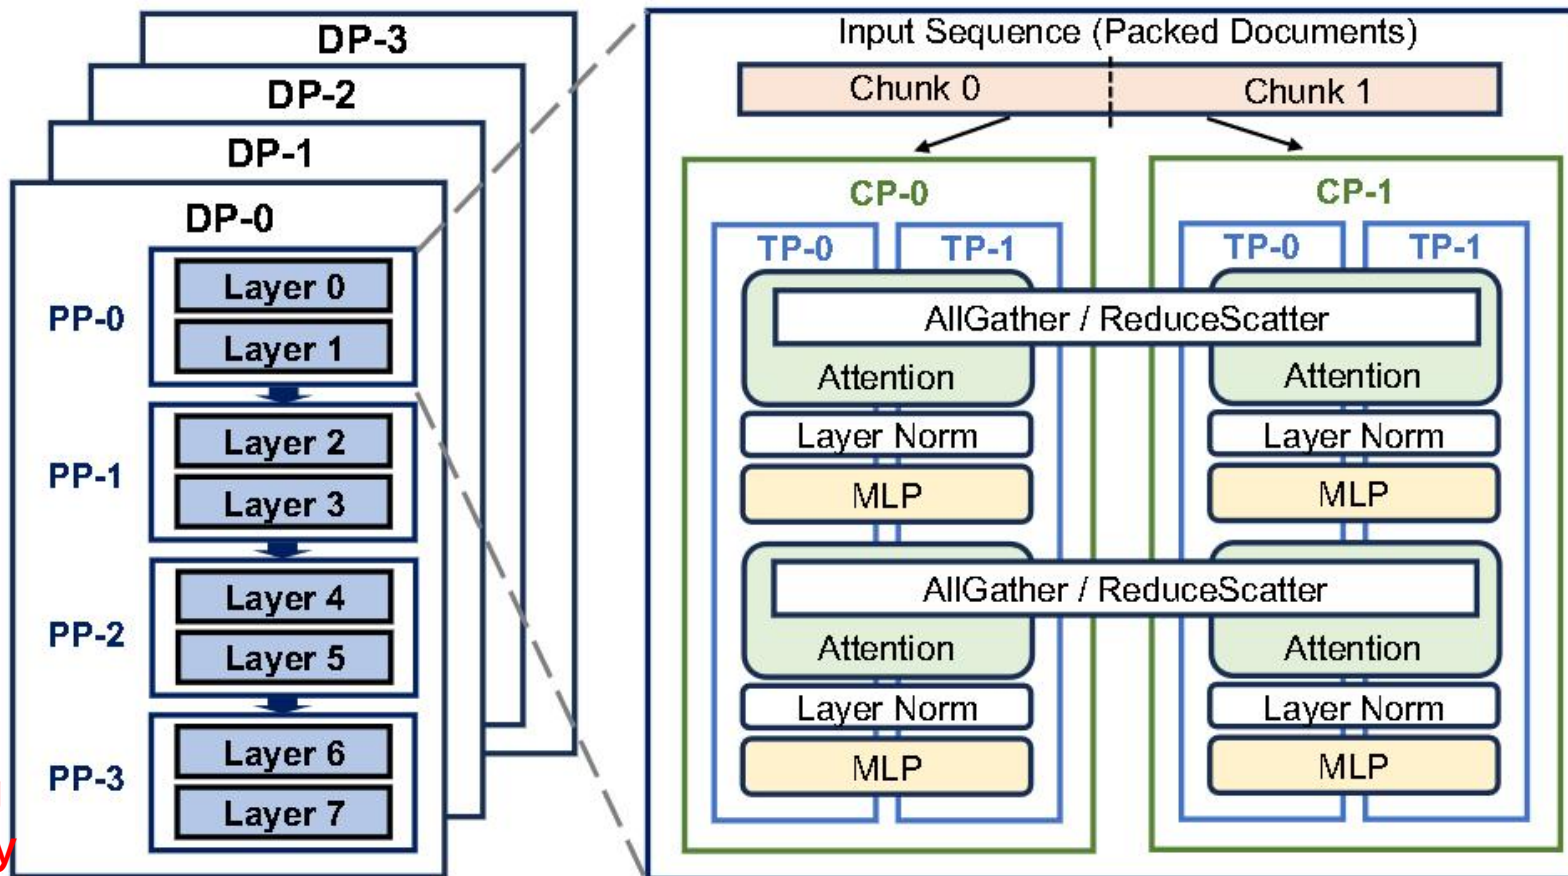 DP-3
DP-2
DP-1
DP-0
PP-0
Layer 0
Layer 1
PP-1
Layer 2
Layer 3
PP-2
Layer 4
Layer 5
PP-3
Layer 6
Layer 7
Input Sequence (Packed Documents)
Chunk 0 Chunk 1
CP-0
TP-0 TP-1
AllGather / ReduceScatter
Attention
Layer Norm
MLP
Attention
Layer Norm
MLP
CP-1
TP-0 TP-1
Attention
Layer Norm
MLP
AllGather / ReduceScatter
Attention
Layer Norm
MLP
y